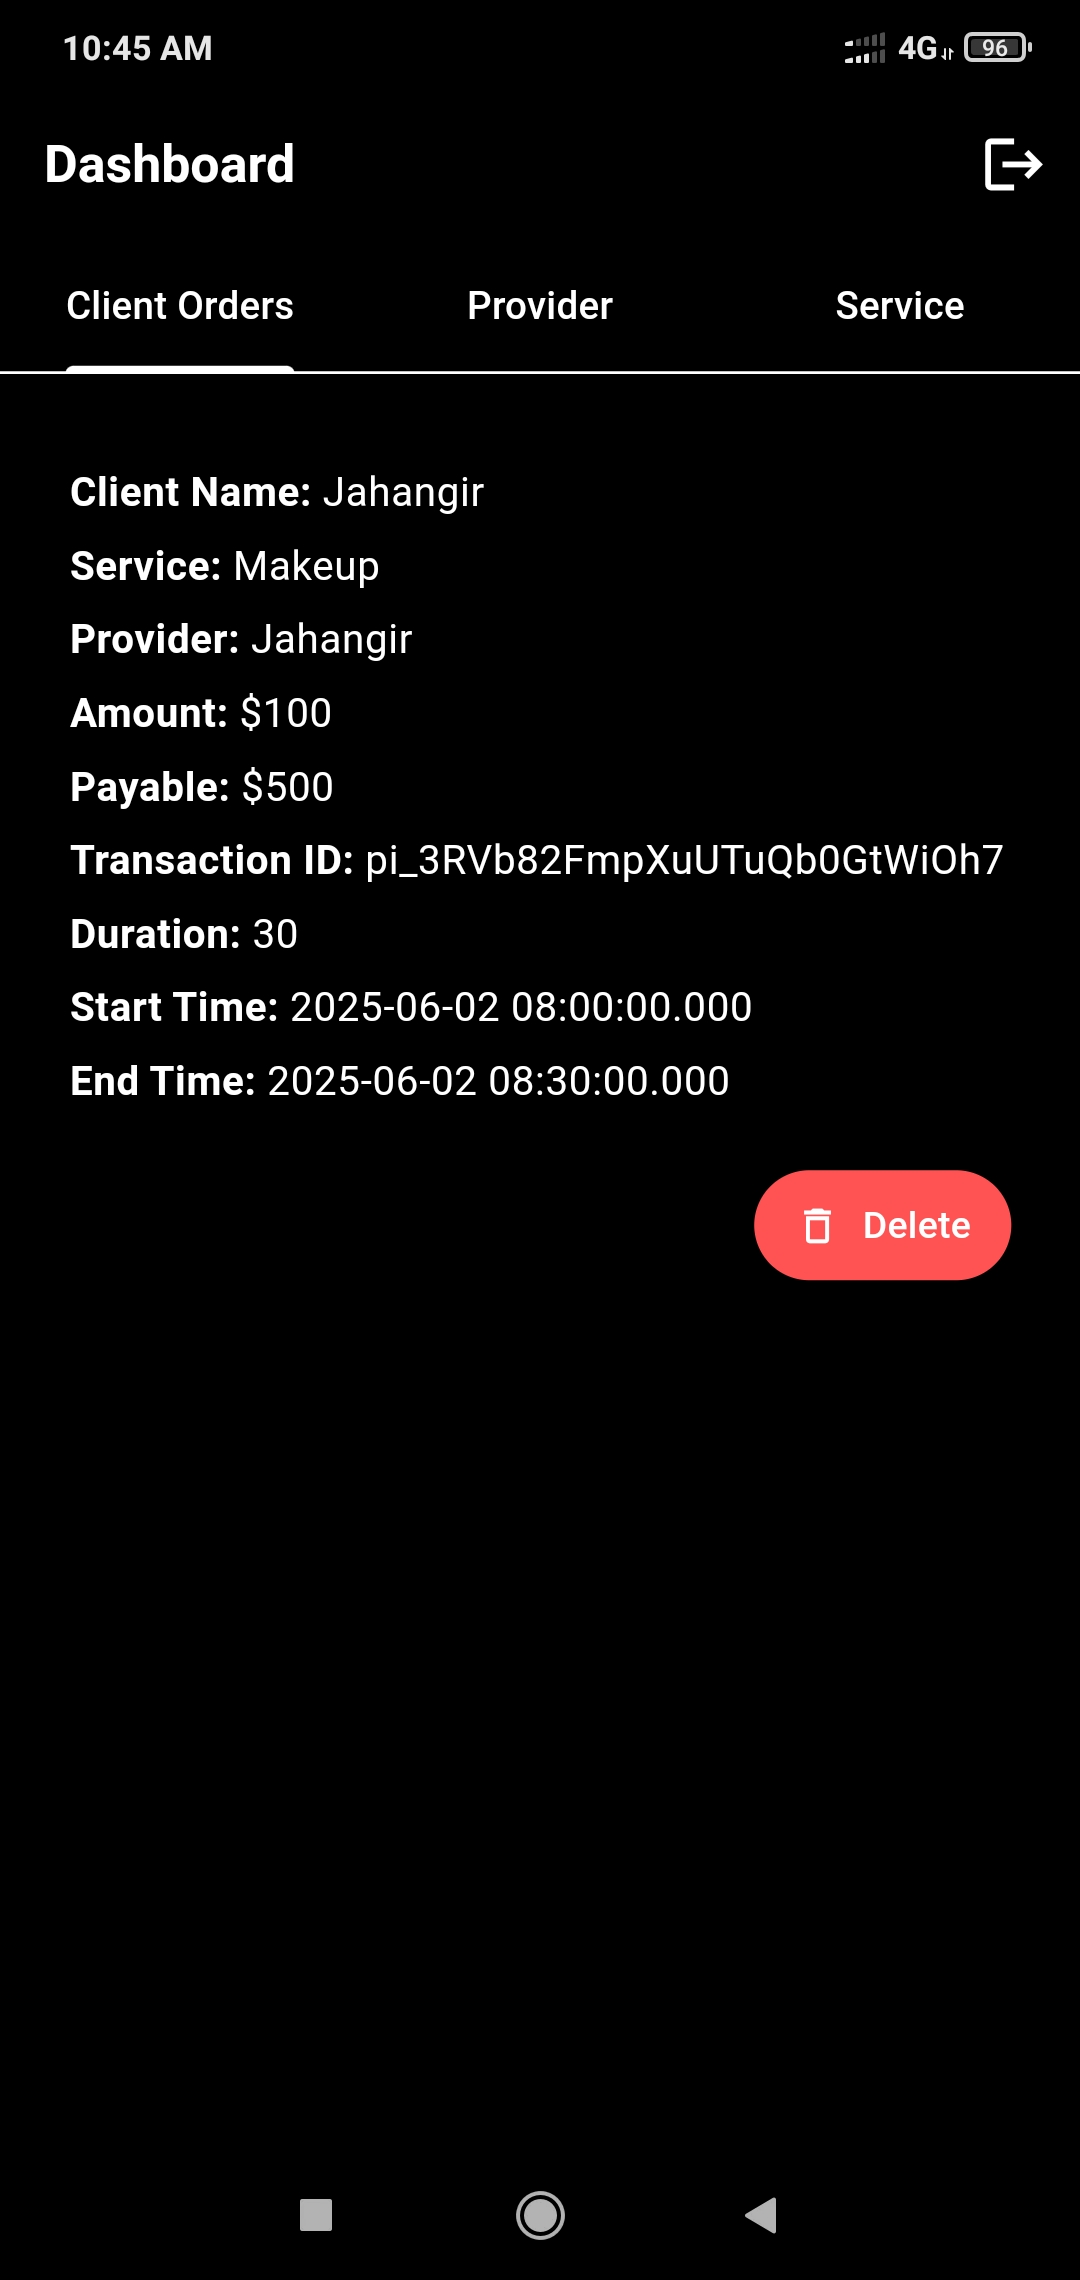 10:45 AM
4G
96
Dashboard
Client Orders
Provider
Service
Client Name: Jahangir
Service: Makeup
Provider: Jahangir
Amount: $100
Payable: $500
Transaction ID: pi_3RVb82FmpXuUTuQb0GtWiOh7
Duration: 30
Start Time: 2025-06-02 08:00:00.000
End Time: 2025-06-02 08:30:00.000
Delete